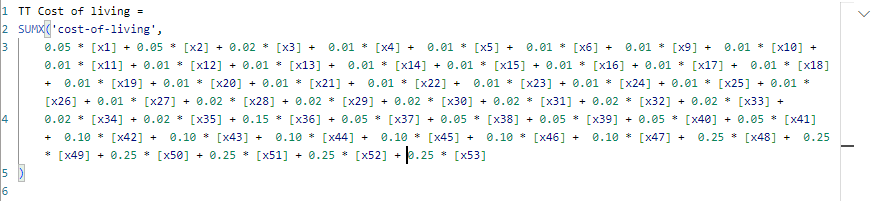 1 TT Cost of living =
2 SUMX('cost-of-living',
3 0.05 * [x1] + 0.05 * [x2] + 0.02 * [x3] + 0.01 * [x4] + 0.01 * [x5] + 0.01 * [x6] + 0.01 * [x9] + 0.01 * [x10] +
0.01 * [x11] + 0.01 * [x12] + 0.01 * [x13] + 0.01 * [x14] + 0.01 * [x15] + 0.01 * [x16] + 0.01 * [x17] + 0.01 * [x18]
+ 0.01 * [x19] + 0.01 * [x20] + 0.01 * [x21] + 0.01 * [x22] + 0.01 * [x23] + 0.01 * [x24] + 0.01 * [x25] + 0.01 *
[x26] + 0.01 * [x27] + 0.02 * [x28] + 0.02 * [x29] + 0.02 * [x30] + 0.02 * [x31] + 0.02 * [x32] + 0.02 * [x33] +
4 0.02 * [x34] + 0.02 * [x35] + 0.15 * [x36] + 0.05 * [x37] + 0.05 * [x38] + 0.05 * [x39] + 0.05 * [x40] + 0.05 * [x41]
+ 0.10 * [x42] + 0.10 * [x43] + 0.10 * [x44] + 0.10 * [x45] + 0.10 * [x46] + 0.10 * [x47] + 0.25 * [x48] + 0.25
* [x49] + 0.25 * [x50] + 0.25 * [x51] + 0.25 * [x52] + 0.25 * [x53]
5 )
6